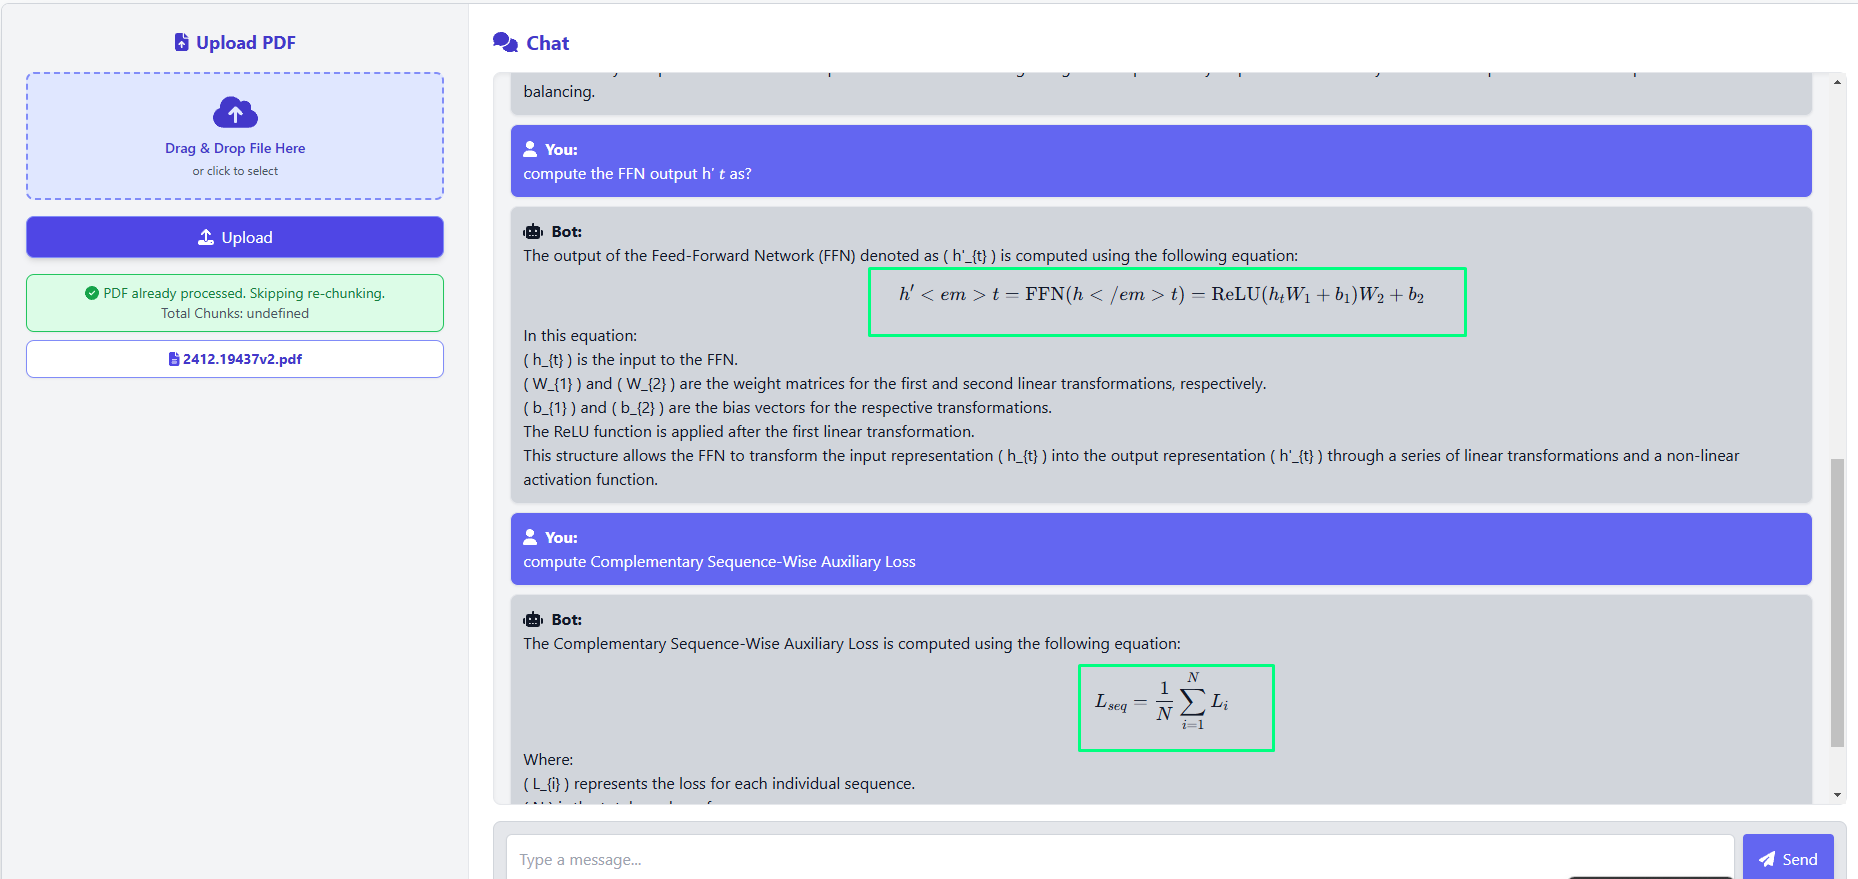 Upload PDF
Drag & Drop File Here
or click to select
Upload
PDF already processed. Skipping re-chunking.
Total Chunks: undefined
2412.19437v2.pdf
Chat
balancing.
You:
compute the FFN output h′ t as?
Bot:
The output of the Feed-Forward Network (FFN) denoted as ( h'_{t} ) is computed using the following equation:
h′ < em > t = FFN(h < /em > t) = ReLU(h_tW_1 + b_1)W_2 + b_2
In this equation:
( h_{t} ) is the input to the FFN.
( W_{1} ) and ( W_{2} ) are the weight matrices for the first and second linear transformations, respectively.
( b_{1} ) and ( b_{2} ) are the bias vectors for the respective transformations.
The ReLU function is applied after the first linear transformation.
This structure allows the FFN to transform the input representation ( h_{t} ) into the output representation ( h'_{t} ) through a series of linear transformations and a non-linear
activation function.
You:
compute Complementary Sequence-Wise Auxiliary Loss
Bot:
The Complementary Sequence-Wise Auxiliary Loss is computed using the following equation:
L_{seq} = \frac{1}{N} \sum_{i=1}^{N} L_i
Where:
( L_{i} ) represents the loss for each individual sequence.
Type a message...
Send